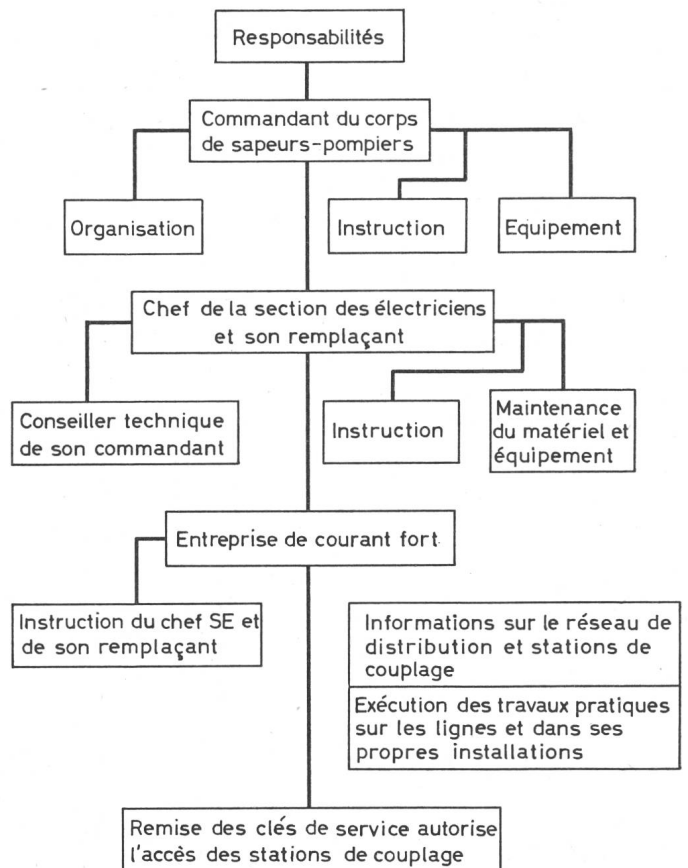 Responsabilités
Commandant du corps
de sapeurs-pompiers
Organisation
Instruction
Equipement
Chef de la section des électriciens
et son remplaçant
Conseiller technique
de son commandant
Instruction
Maintenance
du matériel et
équipement
Entreprise de courant fort
Instruction du chef SE et
de son remplaçant
Informations sur le réseau de
distribution et stations de
couplage
Exécution des travaux pratiques
sur les lignes et dans ses
propres installations
Remise des clés de service autorise
l'accès des stations de couplage